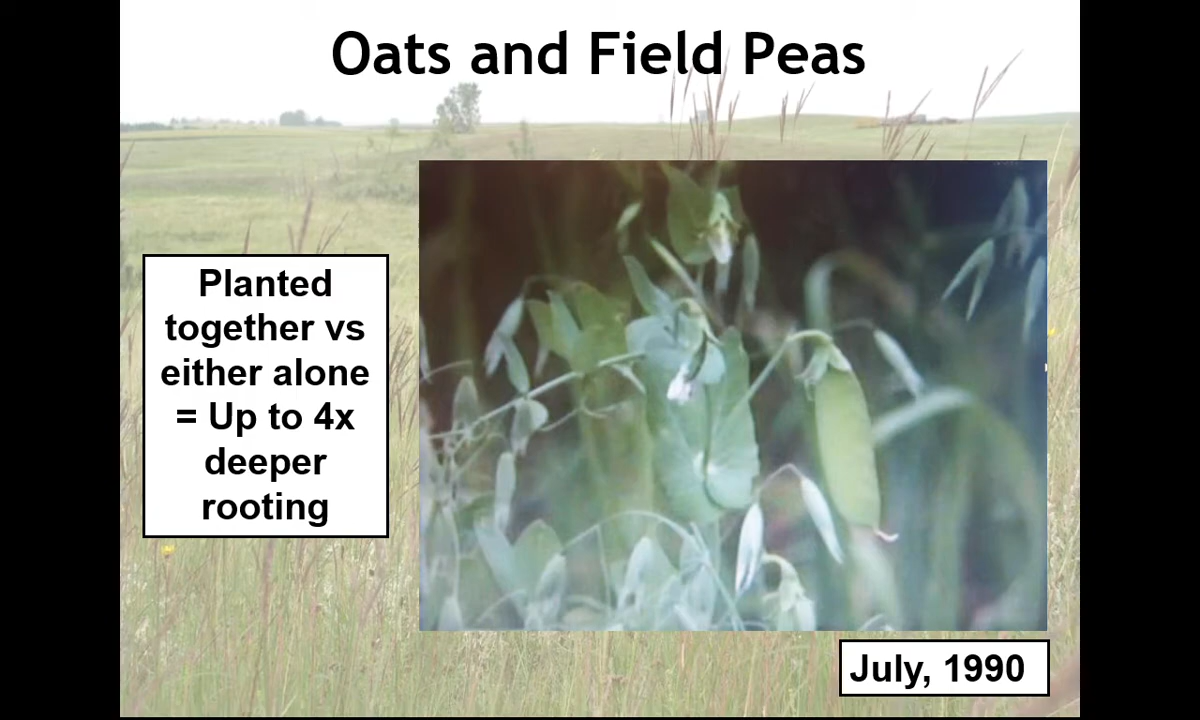 Oats and Field Peas
Planted
together vs
either alone
= Up to 4x
deeper
rooting
July, 1990